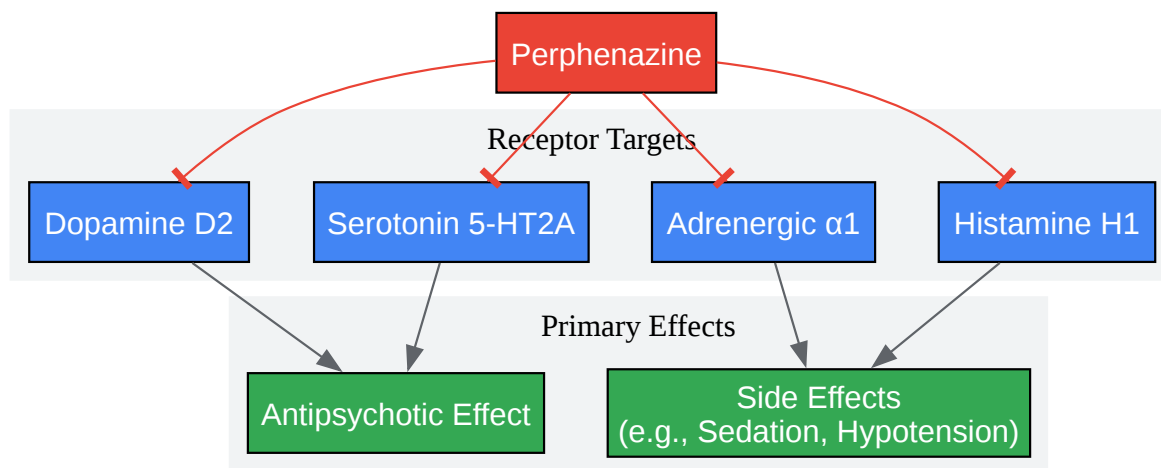 Perphenazine
Receptor Targets
Dopamine D2
Serotonin 5-HT2A
Adrenergic α1
Histamine H1
Primary Effects
Antipsychotic Effect
Side Effects
(e.g., Sedation, Hypotension)